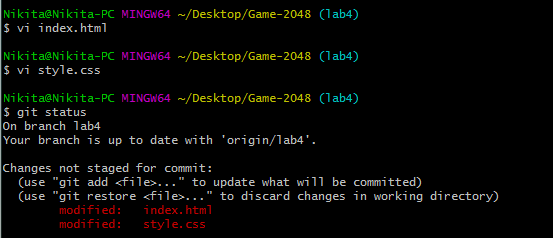 Nikita@Nikita-PC MINGW64 ~/Desktop/Game-2048 (lab4)
$ vi index.html
Nikita@Nikita-PC MINGW64 ~/Desktop/Game-2048 (lab4)
$ vi style.css
Nikita@Nikita-PC MINGW64 ~/Desktop/Game-2048 (lab4)
$ git status
On branch lab4
Your branch is up to date with 'origin/lab4'.
Changes not staged for commit:
  (use "git add <file>..." to update what will be committed)
  (use "git restore <file>..." to discard changes in working directory)
        modified:   index.html
        modified:   style.css